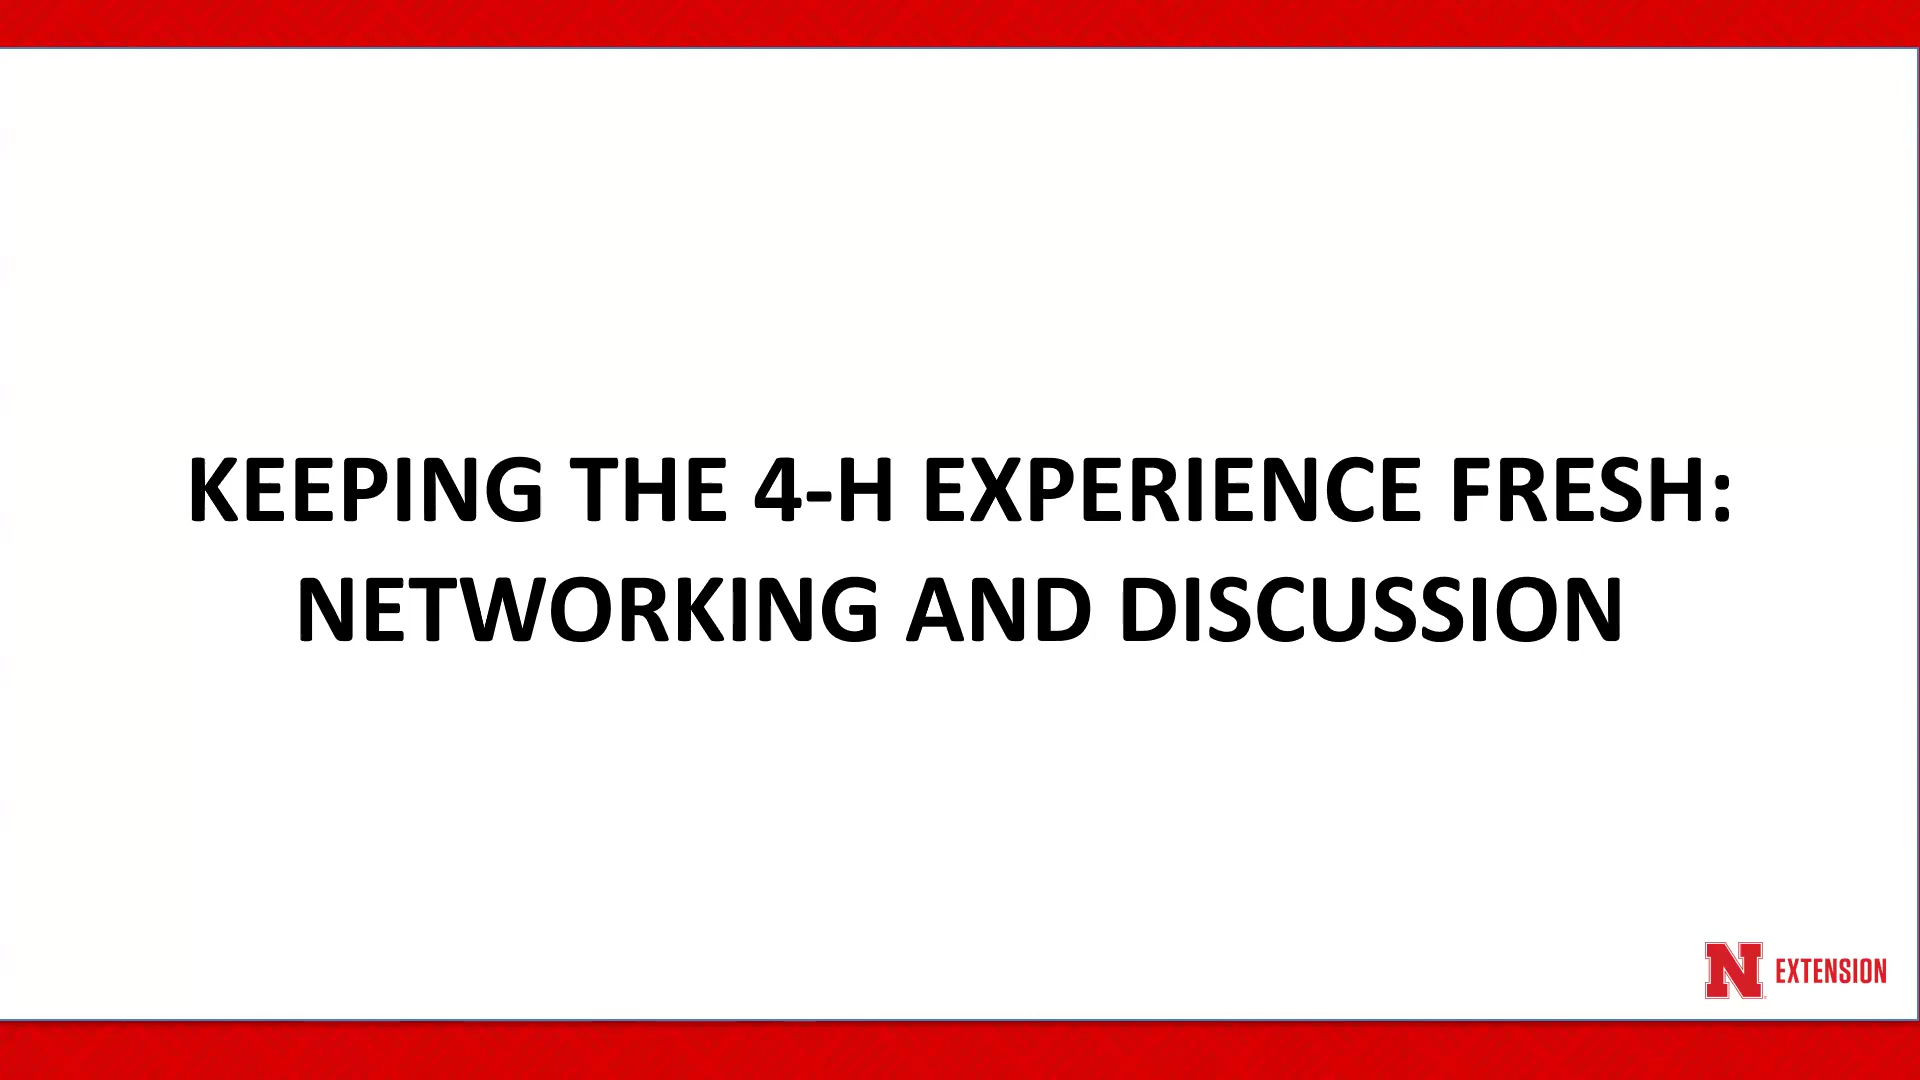 KEEPING THE 4-H EXPERIENCE FRESH:
NETWORKING AND DISCUSSION
N EXTENSION